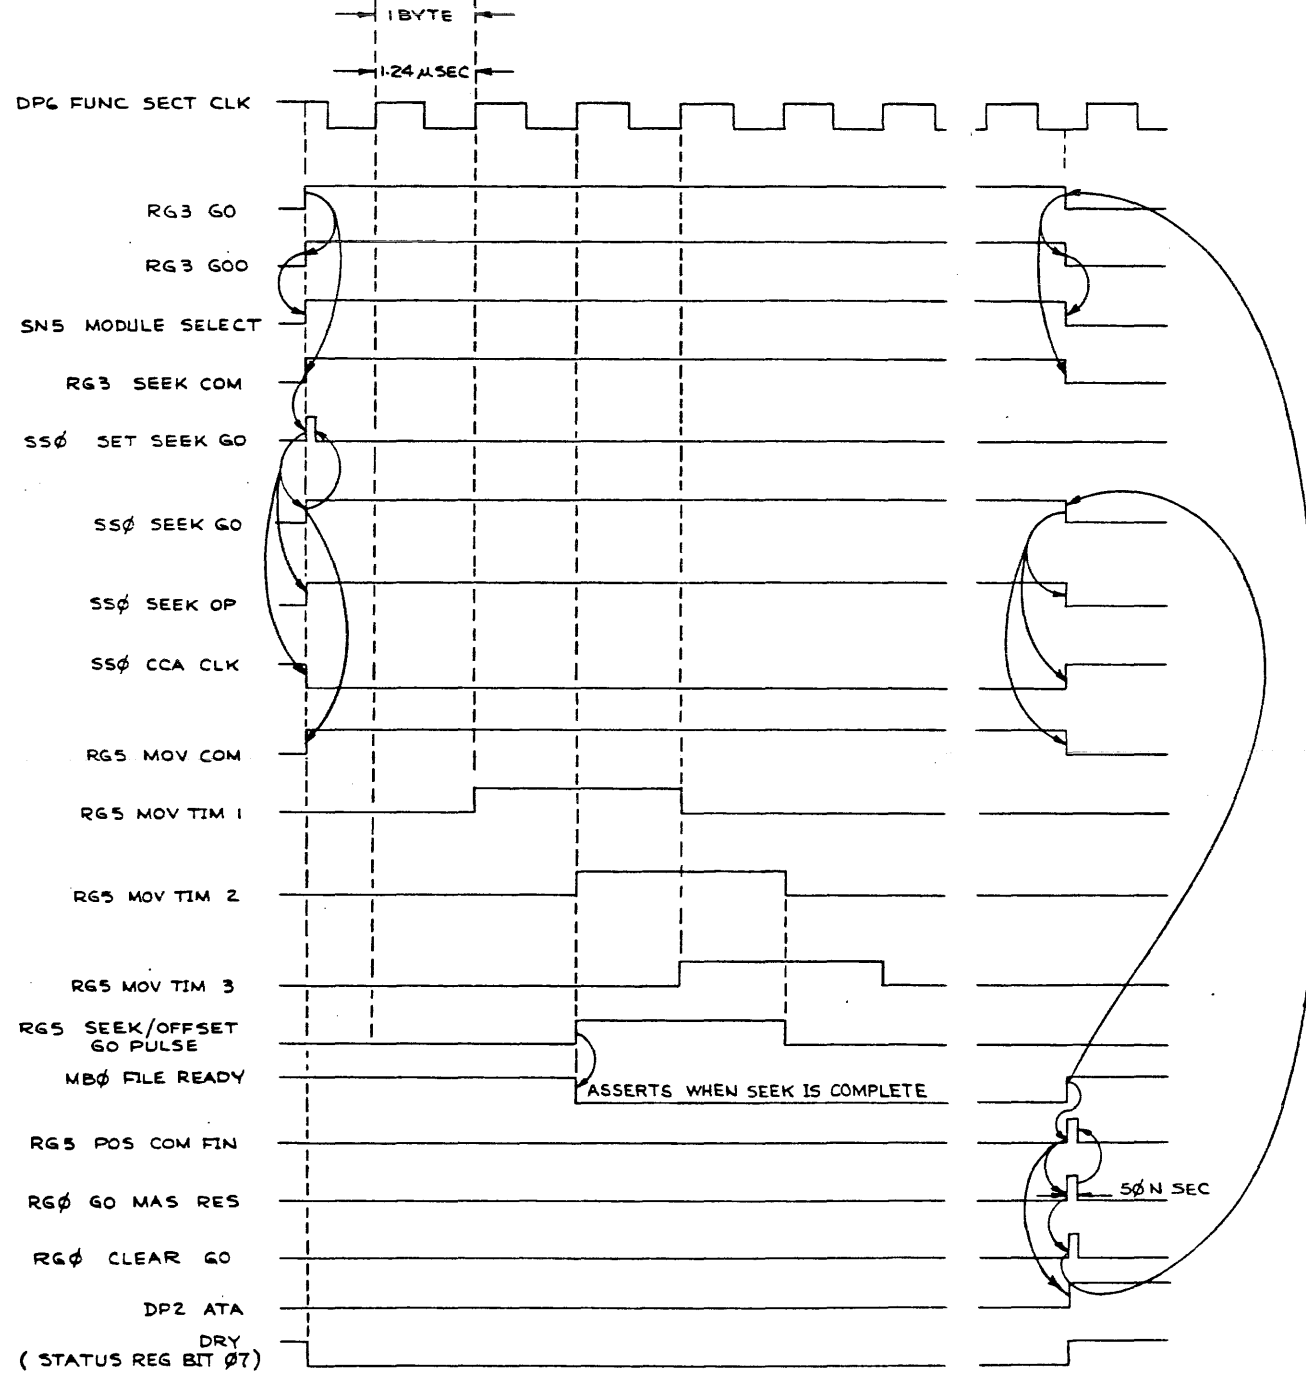 1 BYTE
1.24 µSEC
DP6 FUNC SECT CLK
RG3 GO
RG3 GOO
SN5 MODULE SELECT
RG3 SEEK COM
SSØ SET SEEK GO
SSØ SEEK GO
SSØ SEEK OP
SSØ CCA CLK
RG5 MOV COM
RG5 MOV TIM 1
RG5 MOV TIM 2
RG5 MOV TIM 3
RG5 SEEK/OFFSET
GO PULSE
MBØ FILE READY
ASSERTS WHEN SEEK IS COMPLETE
RG5 POS COM FIN
RGØ GO MAS RES
5Ø N SEC
RGØ CLEAR GO
DP2 ATA
DRY
( STATUS REG BIT Ø7)